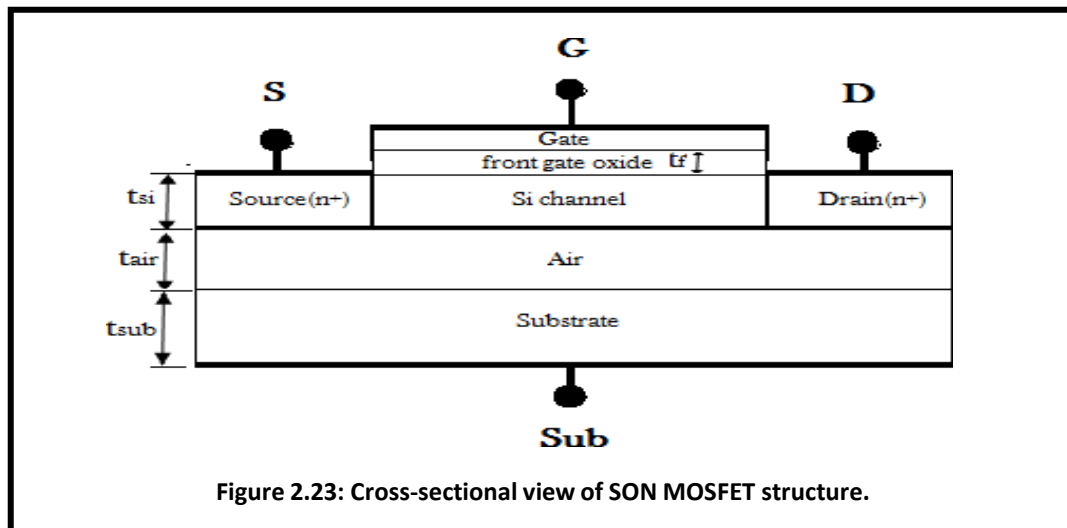 G
S
D
Gate
front gate oxide tf
tsi
Source(n+)
Si channel
Drain(n+)
tair
Air
tsub
Substrate
Sub
Figure 2.23: Cross-sectional view of SON MOSFET structure.